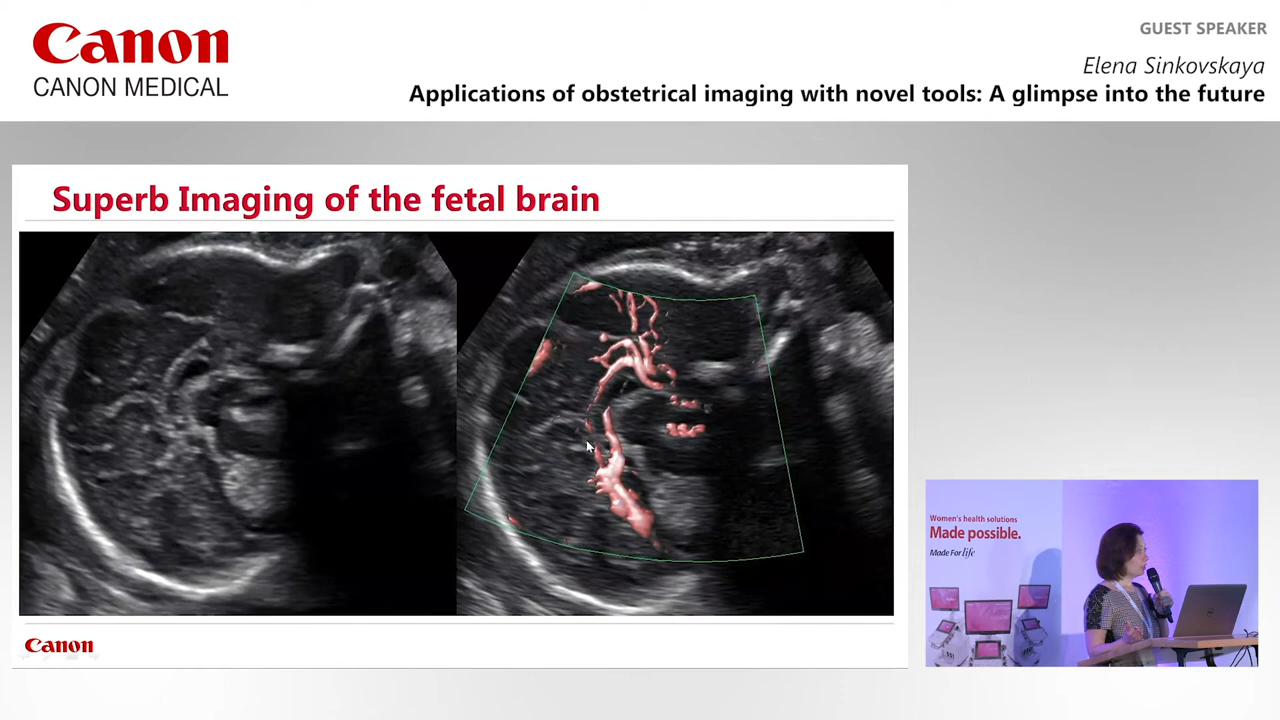 Canon
CANON MEDICAL
GUEST SPEAKER
Elena Sinkovskaya
Applications of obstetrical imaging with novel tools: A glimpse into the future
Superb Imaging of the fetal brain
Canon
Women's health solutions
Made possible.
Made For life